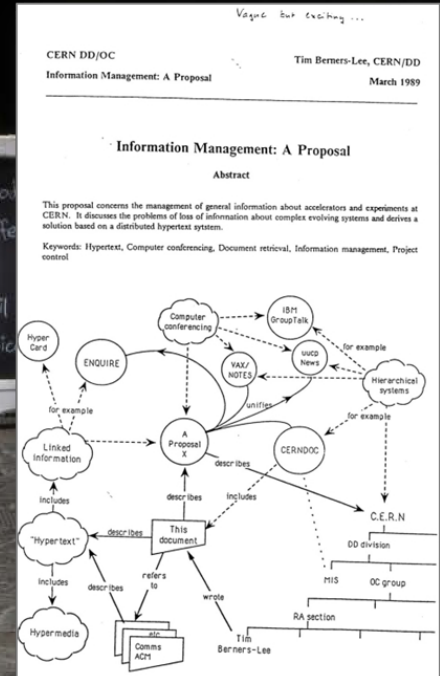 Vague but exciting ...
CERN DD/OC
Tim Berners-Lee, CERN/DD
Information Management: A Proposal
March 1989
Information Management: A Proposal
Abstract
This proposal concerns the management of general information about accelerators and experiments at
CERN. It discusses the problems of loss of information about complex evolving systems and derives a
solution based on a distributed hypertext sytstem.
Keywords: Hypertext, Computer conferencing, Document retrieval, Information management, Project
control
Computer
conferencing
IBM
GroupTalk
Hyper
Card
ENQUIRE
VAX/
NOTES
uucp
News
for example
Hierarchical
systems
unifies
for example
for example
Linked
information
A
Proposal
X
CERNDOC
describes
includes
describes
includes
C.E.R.N
"Hypertext"
describes
This
document
DD division
includes
describes
refers
to
MIS
OC group
wrote
RA section
Hypermedia
etc
Comms
ACM
Tim
Berners-Lee